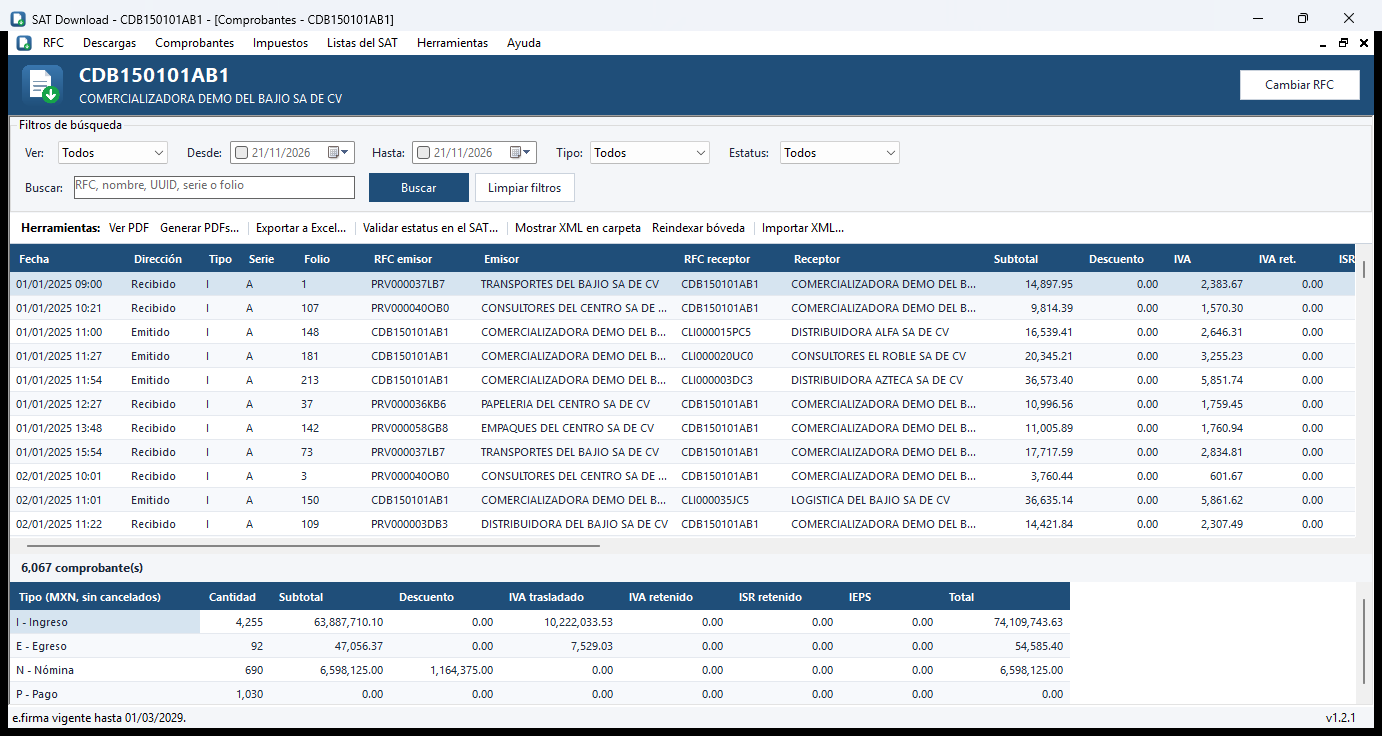 SAT Download - CDB150101AB1 - [Comprobantes - CDB150101AB1]
RFC Descargas Comprobantes Impuestos Listas del SAT Herramientas Ayuda
CDB150101AB1
COMERCIALIZADORA DEMO DEL BAJIO SA DE CV
Cambiar RFC
Filtros de búsqueda
Ver: Todos Desde: 21/11/2026 Hasta: 21/11/2026 Tipo: Todos Estatus: Todos
Buscar: RFC, nombre, UUID, serie o folio Buscar Limpiar filtros
Herramientas: Ver PDF Generar PDFs... Exportar a Excel... Validar estatus en el SAT... Mostrar XML en carpeta Reindexar bóveda Importar XML...
Fecha Dirección Tipo Serie Folio RFC emisor Emisor RFC receptor Receptor Subtotal Descuento IVA IVA ret. ISR
01/01/2025 09:00 Recibido I A 1 PRV000037LB7 TRANSPORTES DEL BAJIO SA DE CV CDB150101AB1 COMERCIALIZADORA DEMO DEL B... 14,897.95 0.00 2,383.67 0.00
01/01/2025 10:21 Recibido I A 107 PRV000040OB0 CONSULTORES DEL CENTRO SA DE ... CDB150101AB1 COMERCIALIZADORA DEMO DEL B... 9,814.39 0.00 1,570.30 0.00
01/01/2025 11:00 Emitido I A 148 CDB150101AB1 COMERCIALIZADORA DEMO DEL B... CLI000015PC5 DISTRIBUIDORA ALFA SA DE CV 16,539.41 0.00 2,646.31 0.00
01/01/2025 11:27 Emitido I A 181 CDB150101AB1 COMERCIALIZADORA DEMO DEL B... CLI000020UC0 CONSULTORES EL ROBLE SA DE CV 20,345.21 0.00 3,255.23 0.00
01/01/2025 11:54 Emitido I A 213 CDB150101AB1 COMERCIALIZADORA DEMO DEL B... CLI000003DC3 DISTRIBUIDORA AZTECA SA DE CV 36,573.40 0.00 5,851.74 0.00
01/01/2025 12:27 Recibido I A 37 PRV000036KB6 PAPELERIA DEL CENTRO SA DE CV CDB150101AB1 COMERCIALIZADORA DEMO DEL B... 10,996.56 0.00 1,759.45 0.00
01/01/2025 13:48 Recibido I A 142 PRV000058GB8 EMPAQUES DEL CENTRO SA DE CV CDB150101AB1 COMERCIALIZADORA DEMO DEL B... 11,005.89 0.00 1,760.94 0.00
01/01/2025 15:54 Recibido I A 73 PRV000037LB7 TRANSPORTES DEL BAJIO SA DE CV CDB150101AB1 COMERCIALIZADORA DEMO DEL B... 17,717.59 0.00 2,834.81 0.00
02/01/2025 10:01 Recibido I A 3 PRV000040OB0 CONSULTORES DEL CENTRO SA DE ... CDB150101AB1 COMERCIALIZADORA DEMO DEL B... 3,760.44 0.00 601.67 0.00
02/01/2025 11:01 Emitido I A 150 CDB150101AB1 COMERCIALIZADORA DEMO DEL B... CLI000035JC5 LOGISTICA DEL BAJIO SA DE CV 36,635.14 0.00 5,861.62 0.00
02/01/2025 11:22 Recibido I A 109 PRV000003DB3 DISTRIBUIDORA DEL BAJIO SA DE CV CDB150101AB1 COMERCIALIZADORA DEMO DEL B... 14,421.84 0.00 2,307.49 0.00
6,067 comprobante(s)
Tipo (MXN, sin cancelados) Cantidad Subtotal Descuento IVA trasladado IVA retenido ISR retenido IEPS Total
I - Ingreso 4,255 63,887,710.10 0.00 10,222,033.53 0.00 0.00 0.00 74,109,743.63
E - Egreso 92 47,056.37 0.00 7,529.03 0.00 0.00 0.00 54,585.40
N - Nómina 690 6,598,125.00 1,164,375.00 0.00 0.00 0.00 0.00 6,598,125.00
P - Pago 1,030 0.00 0.00 0.00 0.00 0.00 0.00 0.00
e.firma vigente hasta 01/03/2029. v1.2.1